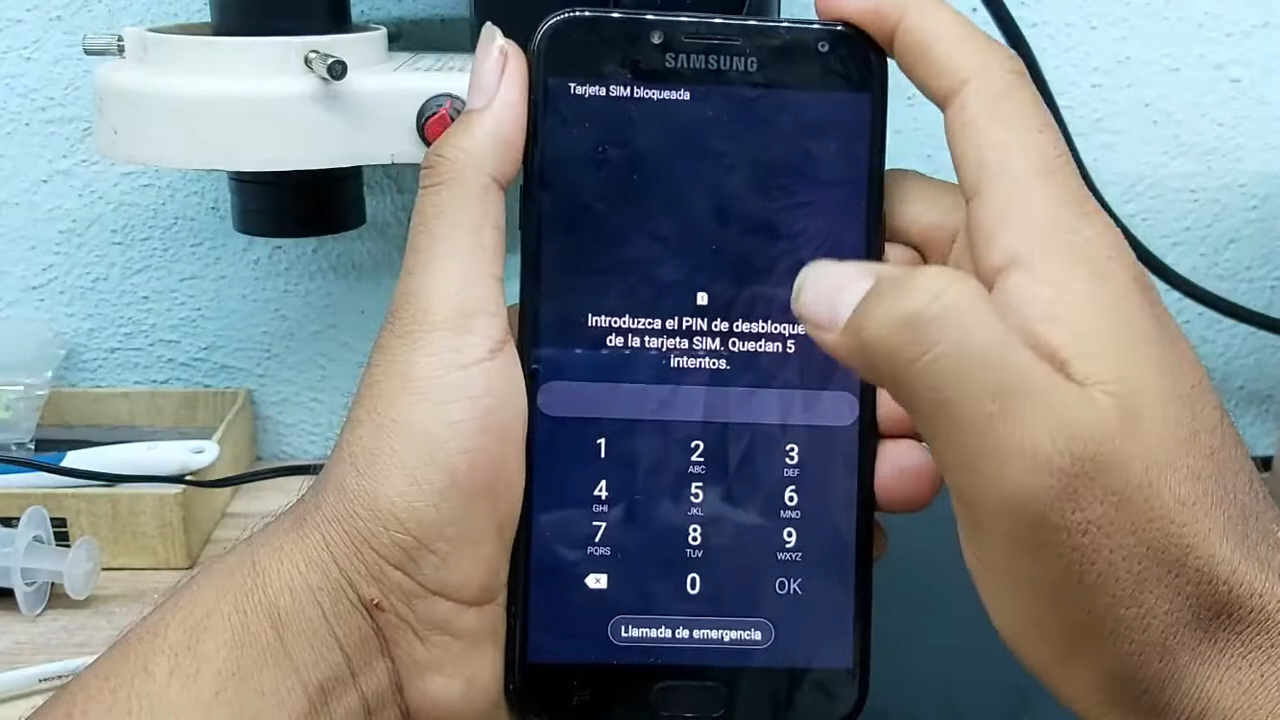 SAMSUNG
Tarjeta SIM bloqueada
1
Introduzca el PIN de desbloque
de la tarjeta SIM. Quedan 5
intentos.
1 2 3
ABC DEF
4 5 6
GHI JKL MNO
7 8 9
PQRS TUV WXYZ
0 OK
Llamada de emergencia